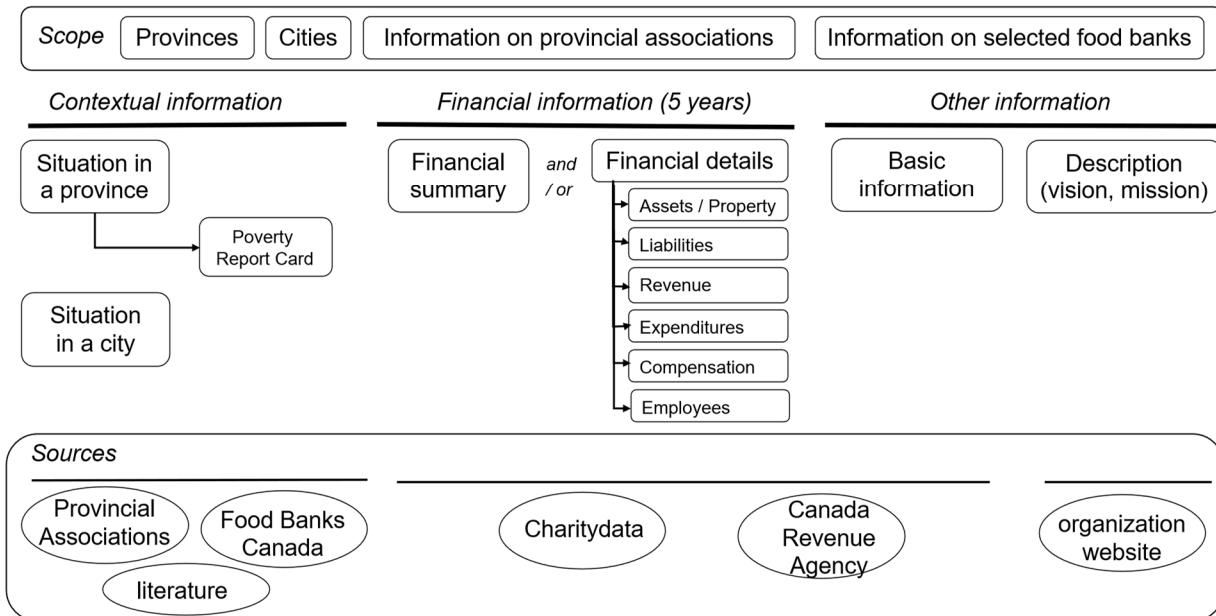 Scope Provinces Cities Information on provincial associations Information on selected food banks
Contextual information
Situation in
a province
Poverty
Report Card
Situation
in a city
Financial information (5 years)
Financial
summary
and
/ or
Financial details
Assets / Property
Liabilities
Revenue
Expenditures
Compensation
Employees
Other information
Basic
information
Description
(vision, mission)
Sources
Provincial
Associations
Food Banks
Canada
literature
Charitydata
Canada
Revenue
Agency
organization
website